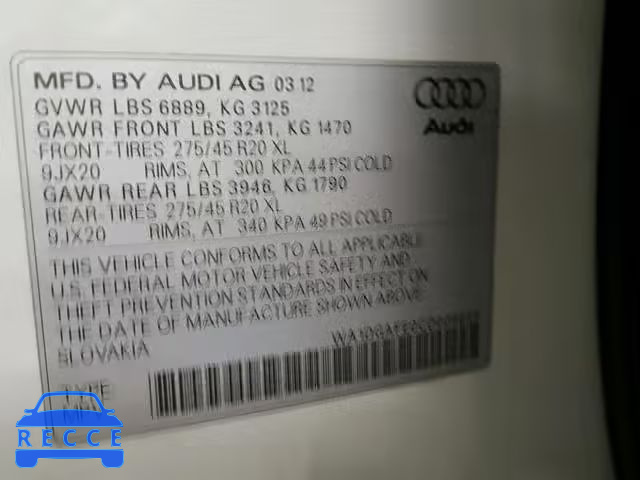 MFD. BY AUDI AG 03 12
GVWR LBS 6889, KG 3125
GAWR FRONT LBS 3241, KG 1470
FRONT-TIRES 275/45 R20 XL
9JX20 RIMS, AT 300 KPA 44 PSI COLD
GAWR REAR LBS 3946, KG 1790
REAR-TIRES 275/45 R20 XL
9JX20 RIMS, AT 340 KPA 49 PSI COLD
Audi
THIS VEHICLE CONFORMS TO ALL APPLICABLE
U.S. FEDERAL MOTOR VEHICLE SAFETY AND
THEFT PREVENTION STANDARDS IN EFFECT ON
THE DATE OF MANUFACTURE SHOWN ABOVE.
SLOVAKIA
TYPE
RECCE